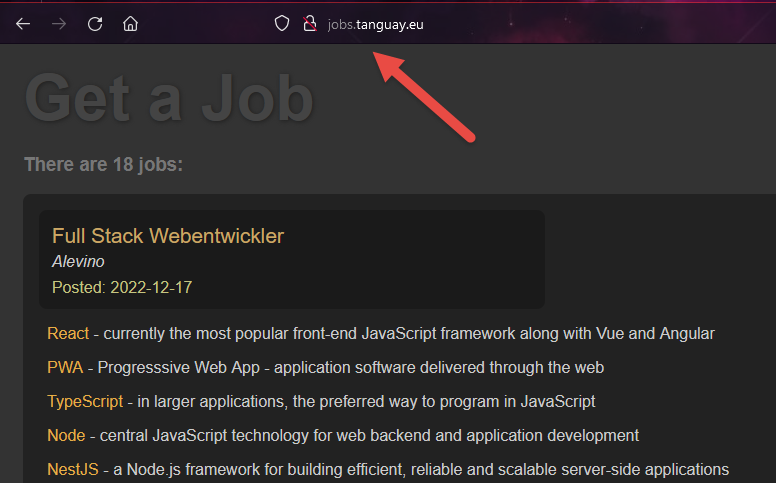 jobs.tanguay.eu
Get a Job
There are 18 jobs:
Full Stack Webentwickler
Alevino
Posted: 2022-12-17
React - currently the most popular front-end JavaScript framework along with Vue and Angular
PWA - Progresssive Web App - application software delivered through the web
TypeScript - in larger applications, the preferred way to program in JavaScript
Node - central JavaScript technology for web backend and application development
NestJS - a Node.js framework for building efficient, reliable and scalable server-side applications